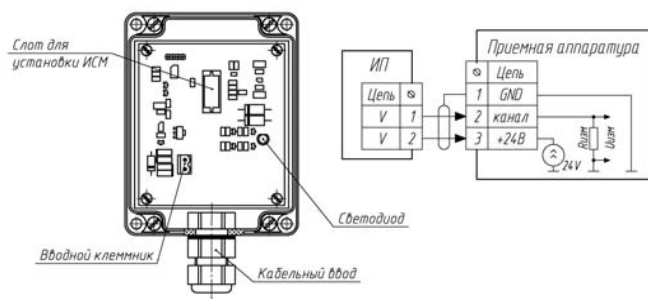 Слот для
установки ИСМ
Вводной клеммник
Кабельный ввод
Светодиод
ИП
Цепь ⌀
V 1
V 2
Приемная аппаратура
⌀ Цепь
1 GND
2 канал
3 +24В
24V
Rизм
Uизм